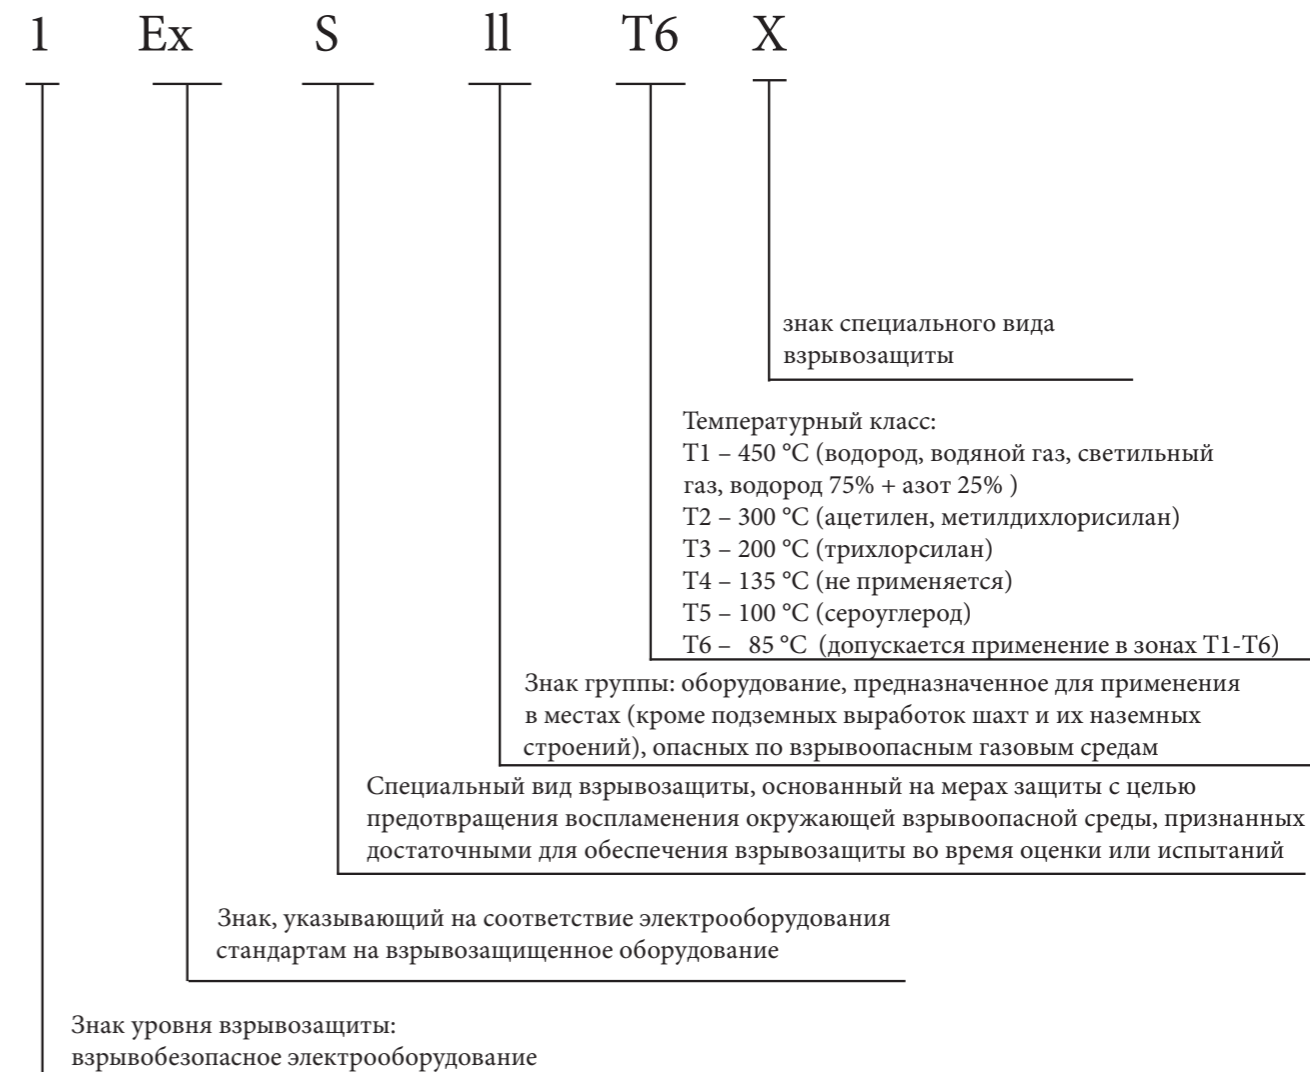 1 Ex S ll T6 X
знак специального вида
взрывозащиты
Температурный класс:
T1 – 450 °C (водород, водяной газ, светильный
газ, водород 75% + азот 25% )
T2 – 300 °C (ацетилен, метилдихлорисилан)
T3 – 200 °C (трихлорсилан)
T4 – 135 °C (не применяется)
T5 – 100 °C (сероуглерод)
T6 – 85 °C (допускается применение в зонах T1-T6)
Знак группы: оборудование, предназначенное для применения
в местах (кроме подземных выработок шахт и их наземных
строений), опасных по взрывоопасным газовым средам
Специальный вид взрывозащиты, основанный на мерах защиты с целью
предотвращения воспламенения окружающей взрывоопасной среды, признанных
достаточными для обеспечения взрывозащиты во время оценки или испытаний
Знак, указывающий на соответствие электрооборудования
стандартам на взрывозащищенное оборудование
Знак уровня взрывозащиты:
взрывобезопасное электрооборудование